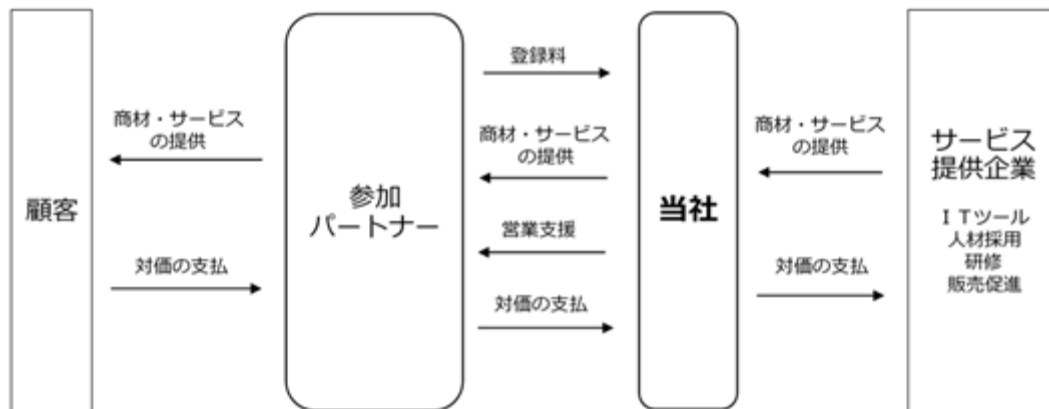 顧客
商材・サービス
の提供
対価の支払
参加
パートナー
登録料
商材・サービス
の提供
営業支援
対価の支払
当社
商材・サービス
の提供
対価の支払
サービス
提供企業
ＩＴツール
人材採用
研修
販売促進